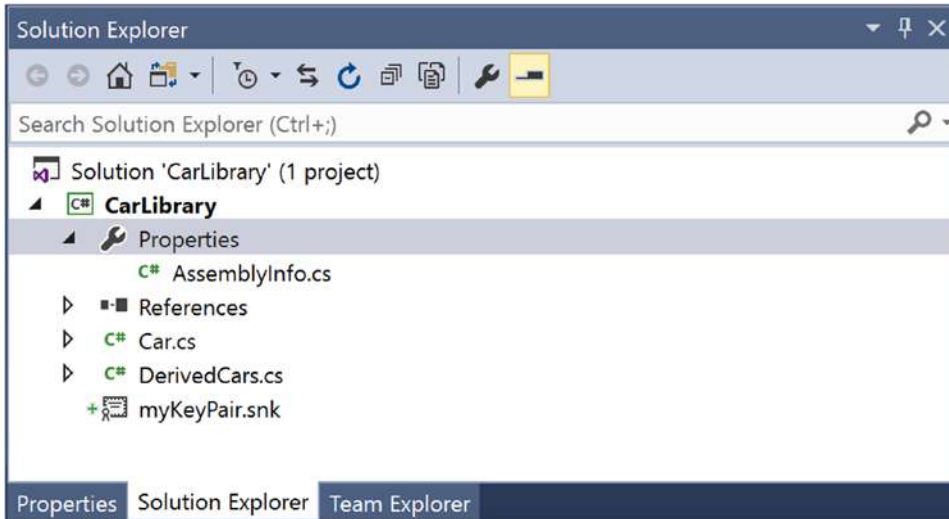 Solution Explorer
Search Solution Explorer (Ctrl+;)
Solution 'CarLibrary' (1 project)
C# CarLibrary
Properties
C# AssemblyInfo.cs
References
C# Car.cs
C# DerivedCars.cs
myKeyPair.snk
Properties Solution Explorer Team Explorer